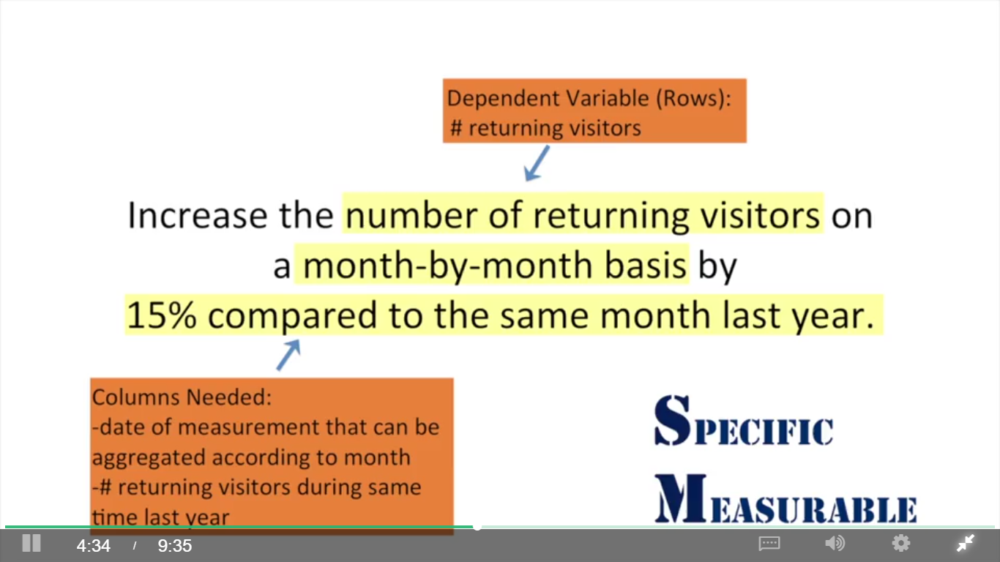 Dependent Variable (Rows):
# returning visitors
Increase the number of returning visitors on
a month-by-month basis by
15% compared to the same month last year.
Columns Needed:
-date of measurement that can be
aggregated according to month
-# returning visitors during same
time last year
SPECIFIC
MEASURABLE
4:34 / 9:35